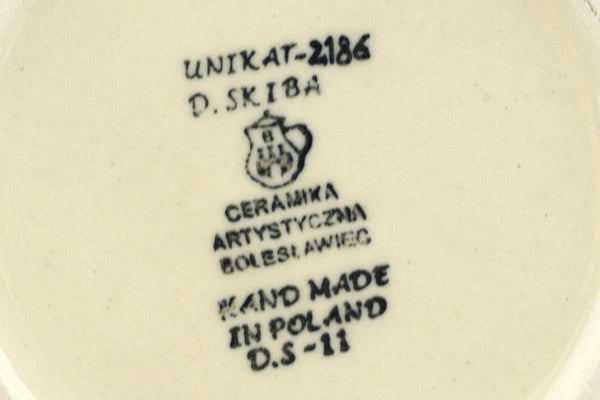 UNIKAT-2186
D. SKIBA
B
CERAMIKA
ARTYSTYCZNA
BOLESŁAWIEC
HAND MADE
IN POLAND
D.S-11